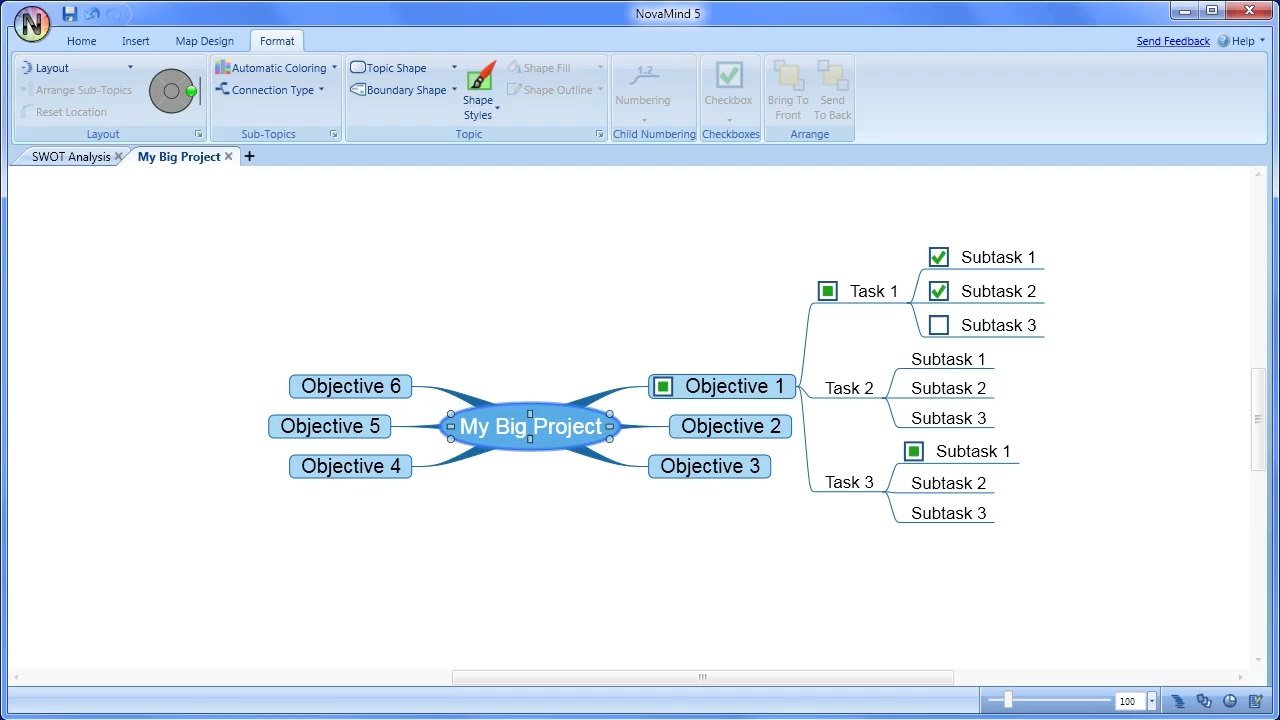 N
NovaMind 5
Home
Insert
Map Design
Format
Send Feedback
Help
Layout
Arrange Sub-Topics
Reset Location
Layout
Automatic Coloring
Connection Type
Sub-Topics
Topic Shape
Boundary Shape
Shape Styles
Shape Fill
Shape Outline
Topic
1.2
Numbering
Child Numbering
Checkbox
Checkboxes
Bring To Front
Send To Back
Arrange
SWOT Analysis
My Big Project
Subtask 1
Task 1
Subtask 2
Subtask 3
Subtask 1
Objective 6
Objective 1
Task 2
Subtask 2
Subtask 3
Objective 5
My Big Project
Objective 2
Subtask 1
Objective 4
Objective 3
Task 3
Subtask 2
Subtask 3
100